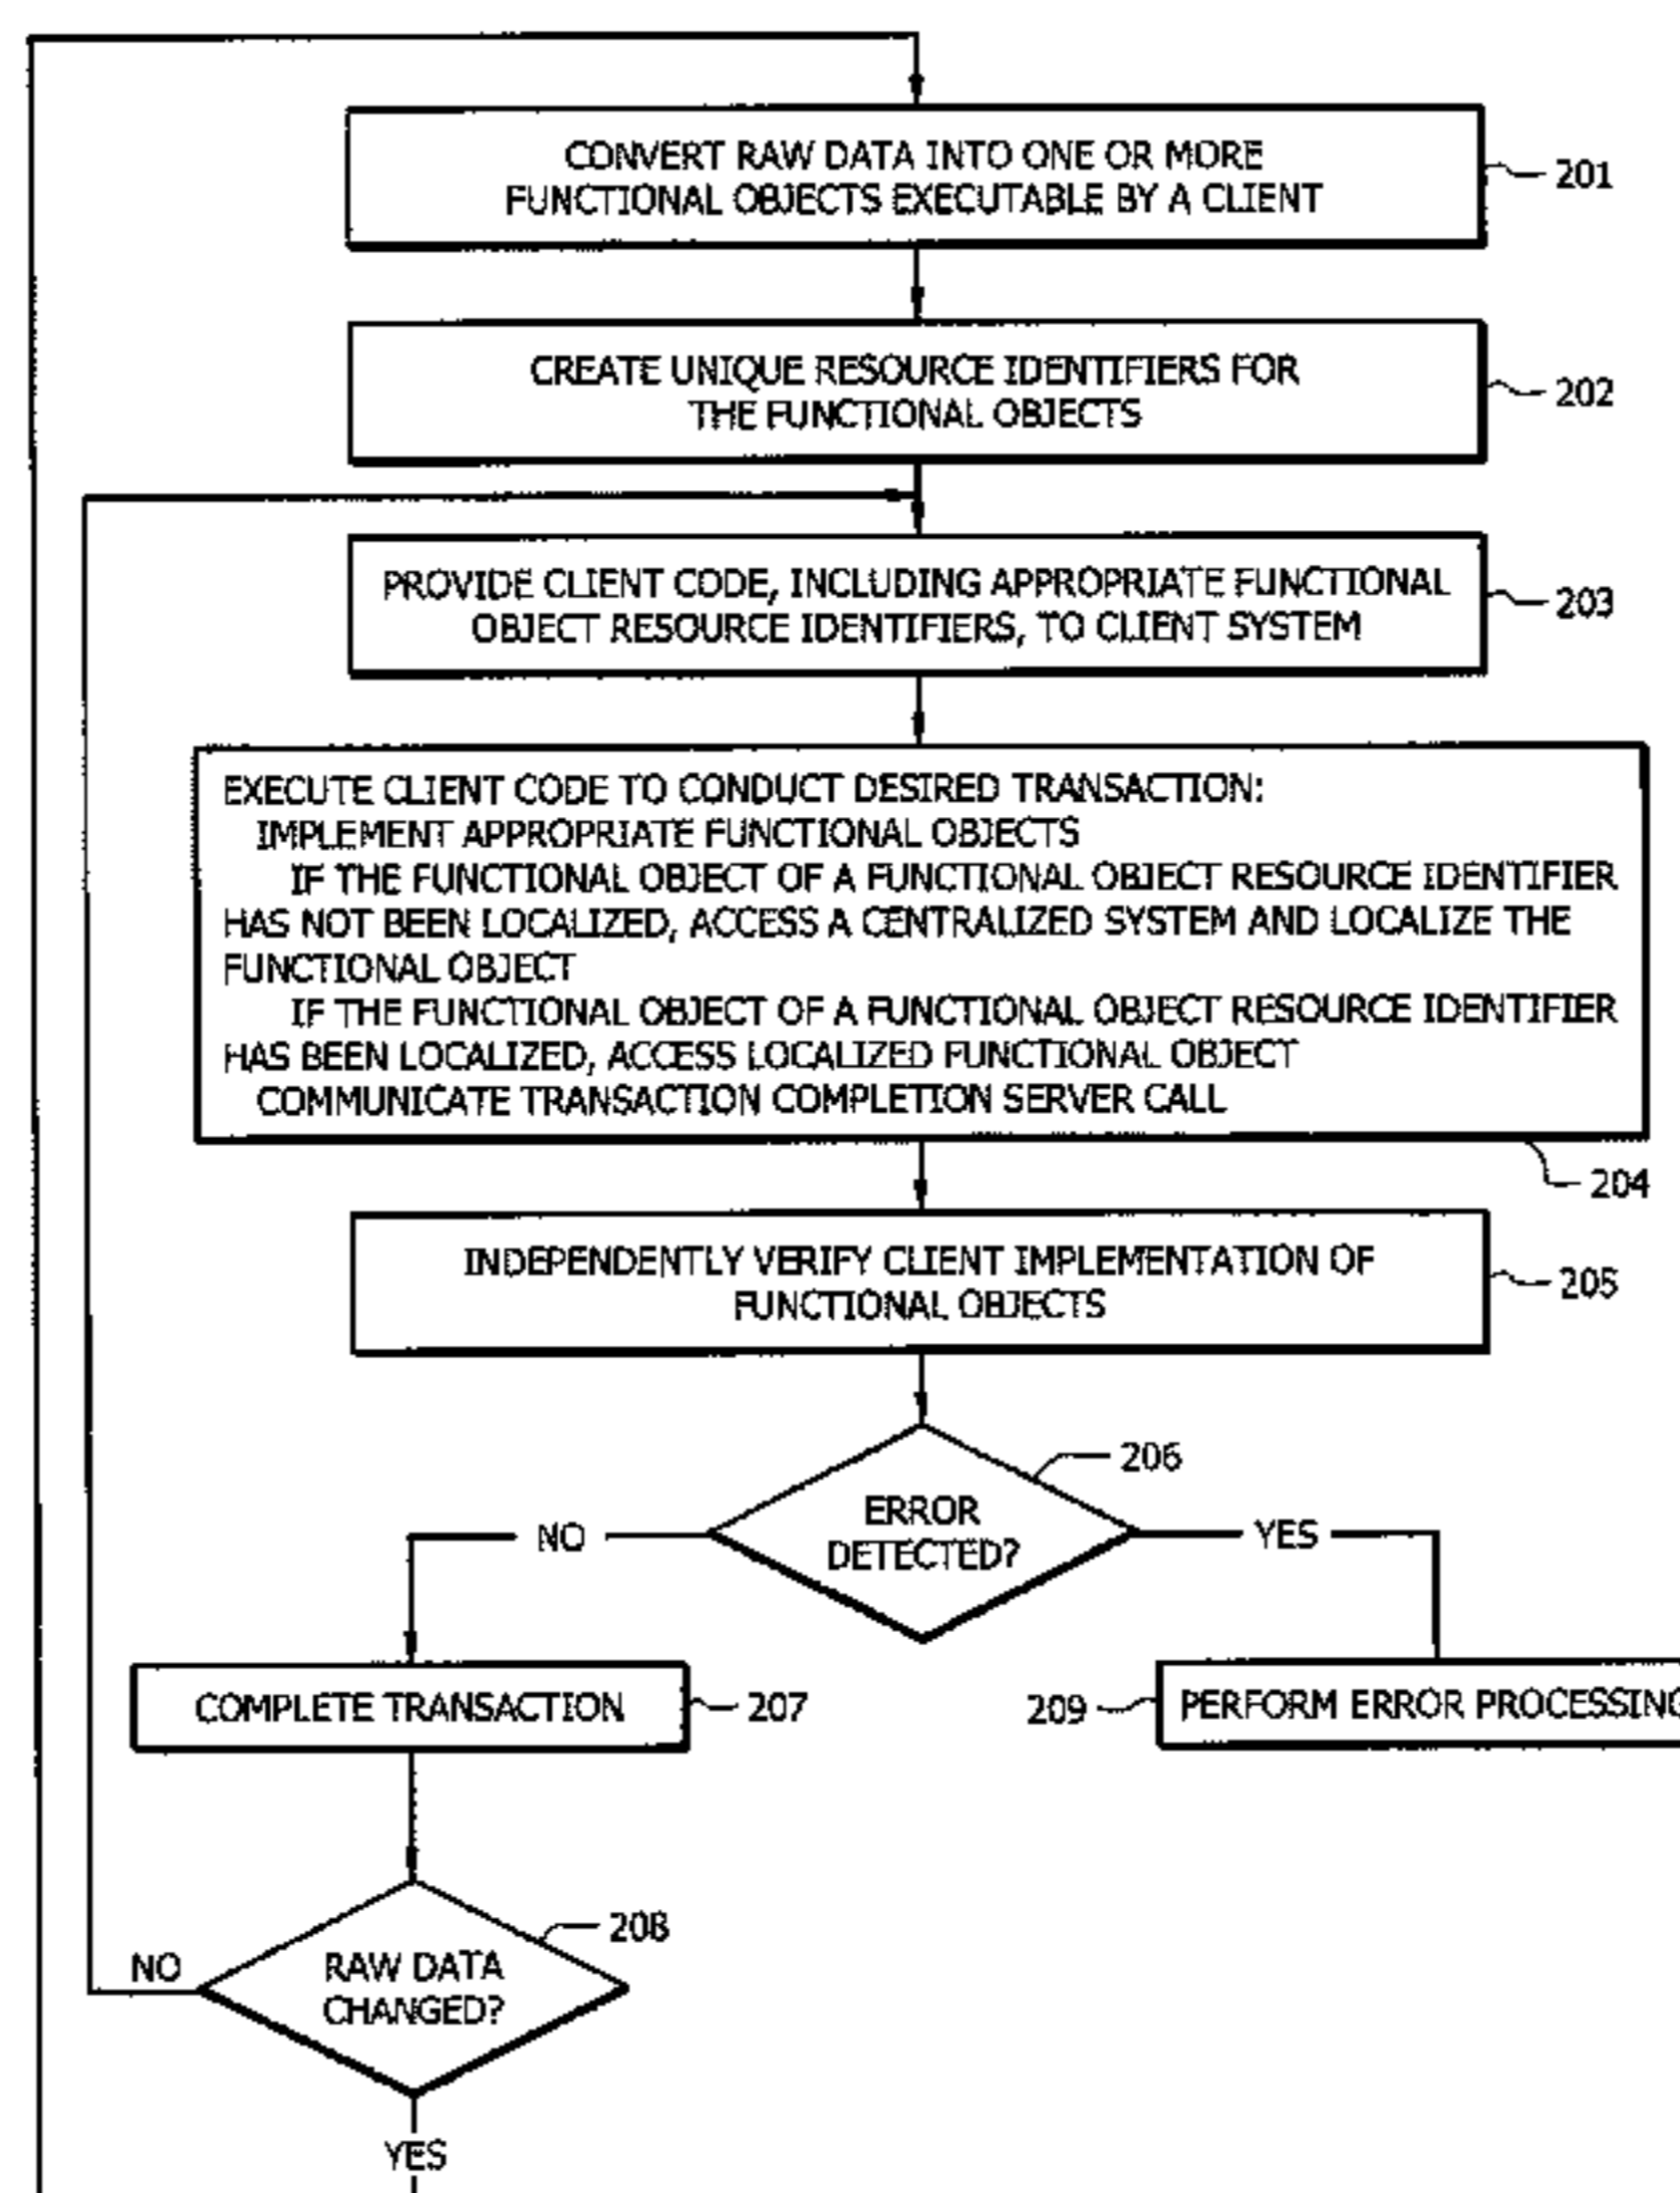 CONVERT RAW DATA INTO ONE OR MORE
FUNCTIONAL OBJECTS EXECUTABLE BY A CLIENT
201
CREATE UNIQUE RESOURCE IDENTIFIERS FOR
THE FUNCTIONAL OBJECTS
202
PROVIDE CLIENT CODE, INCLUDING APPROPRIATE FUNCTIONAL
OBJECT RESOURCE IDENTIFIERS, TO CLIENT SYSTEM
203
EXECUTE CLIENT CODE TO CONDUCT DESIRED TRANSACTION:
IMPLEMENT APPROPRIATE FUNCTIONAL OBJECTS
IF THE FUNCTIONAL OBJECT OF A FUNCTIONAL OBJECT RESOURCE IDENTIFIER
HAS NOT BEEN LOCALIZED, ACCESS A CENTRALIZED SYSTEM AND LOCALIZE THE
FUNCTIONAL OBJECT
IF THE FUNCTIONAL OBJECT OF A FUNCTIONAL OBJECT RESOURCE IDENTIFIER
HAS BEEN LOCALIZED, ACCESS LOCALIZED FUNCTIONAL OBJECT
COMMUNICATE TRANSACTION COMPLETION SERVER CALL
204
INDEPENDENTLY VERIFY CLIENT IMPLEMENTATION OF
FUNCTIONAL OBJECTS
205
206
ERROR
DETECTED?
NO
YES
COMPLETE TRANSACTION
207
209
PERFORM ERROR PROCESSING
208
RAW DATA
CHANGED?
NO
YES